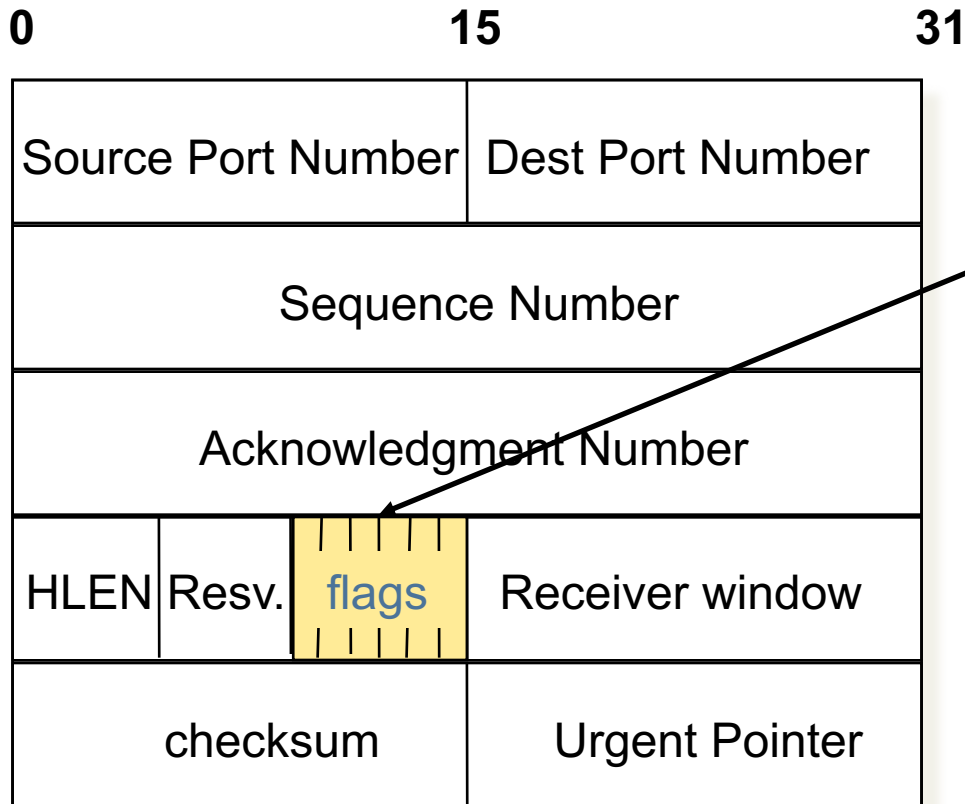 0 15 31
Source Port Number Dest Port Number
Sequence Number
Acknowledgment Number
HLEN Resv. flags Receiver window
checksum Urgent Pointer